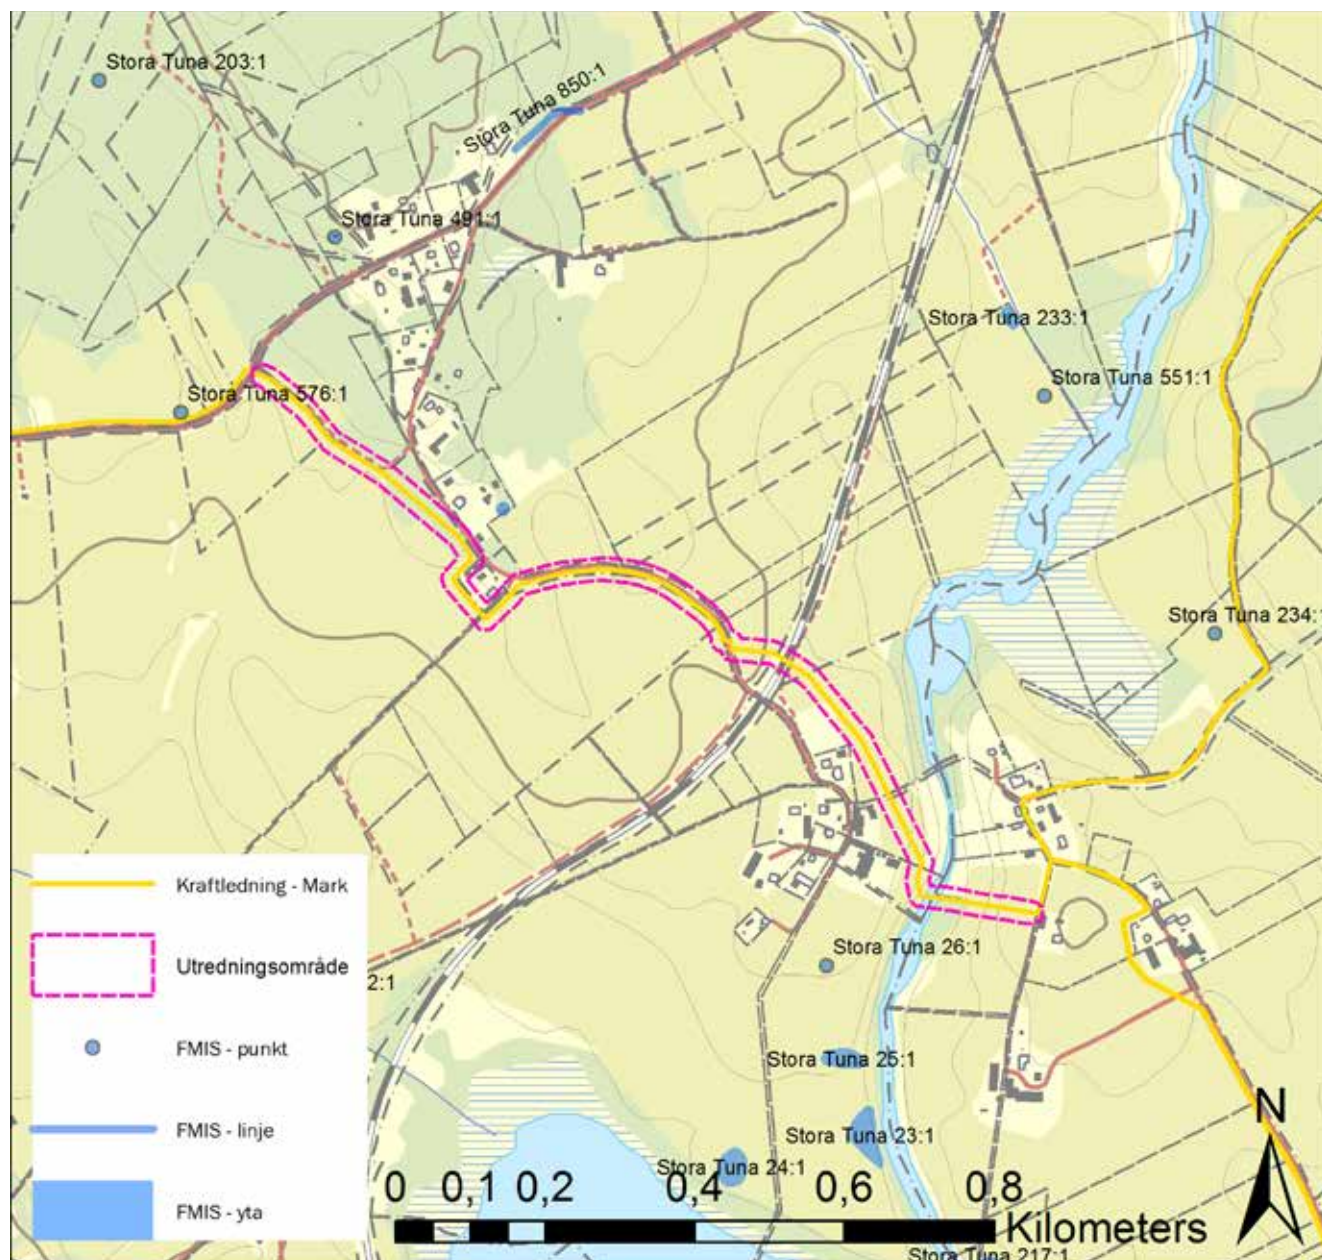 Stora Tuna 203:1
Stora Tuna 850:1
Stora Tuna 491:1
Stora Tuna 233:1
Stora Tuna 551:1
Stora Tuna 576:1
Stora Tuna 234:
Kraftledning - Mark
Stora Tuna 26:1
Utredningsområde
2:1
FMIS - punkt
Stora Tuna 25:1
N
FMIS - linje
Stora Tuna 23:1
Stora Tuna 24:1
0 0,1 0,2 0,4 0,6 0,8
FMIS - yta
Kilometers
Stora Tuna 217:1